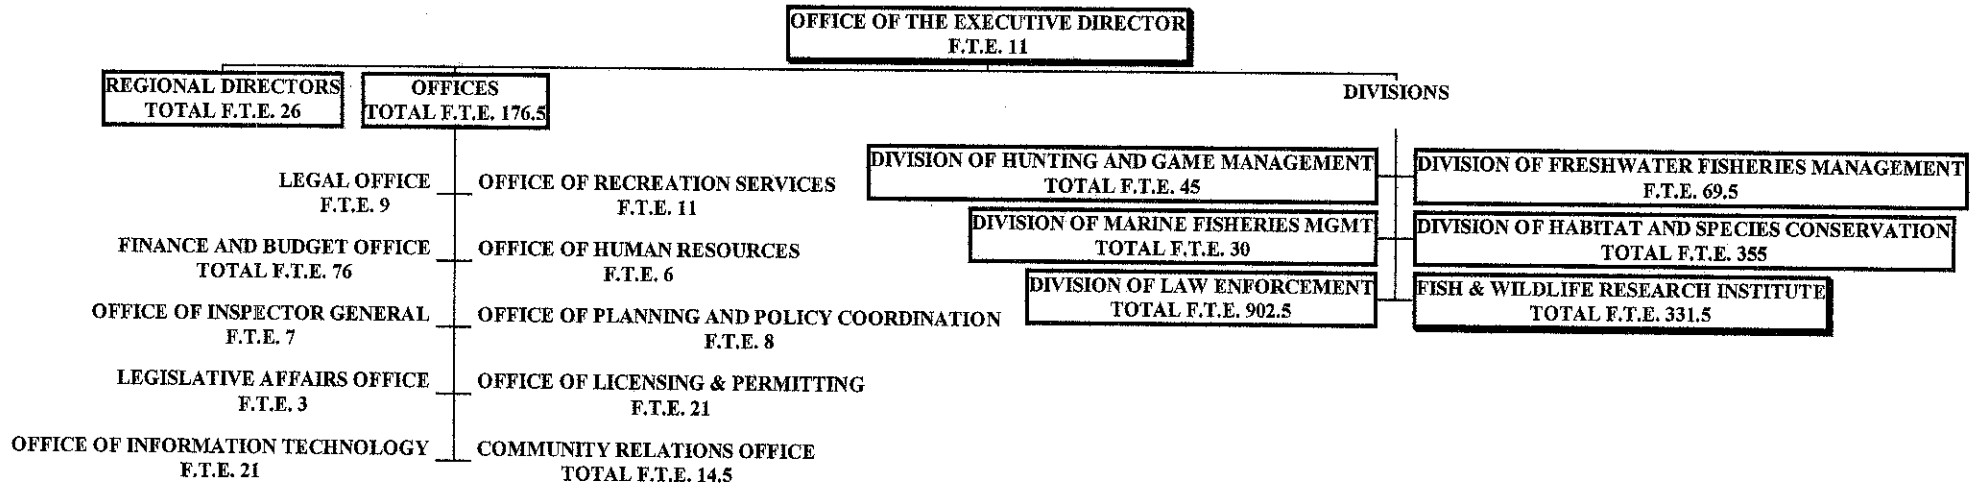 OFFICE OF THE EXECUTIVE DIRECTOR
F.T.E. 11
REGIONAL DIRECTORS
TOTAL F.T.E. 26
OFFICES
TOTAL F.T.E. 176.5
DIVISIONS
LEGAL OFFICE
F.T.E. 9
OFFICE OF RECREATION SERVICES
F.T.E. 11
FINANCE AND BUDGET OFFICE
TOTAL F.T.E. 76
OFFICE OF HUMAN RESOURCES
F.T.E. 6
OFFICE OF INSPECTOR GENERAL
F.T.E. 7
OFFICE OF PLANNING AND POLICY COORDINATION
F.T.E. 8
LEGISLATIVE AFFAIRS OFFICE
F.T.E. 3
OFFICE OF LICENSING & PERMITTING
F.T.E. 21
OFFICE OF INFORMATION TECHNOLOGY
F.T.E. 21
COMMUNITY RELATIONS OFFICE
TOTAL F.T.E. 14.5
DIVISION OF HUNTING AND GAME MANAGEMENT
TOTAL F.T.E. 45
DIVISION OF FRESHWATER FISHERIES MANAGEMENT
F.T.E. 69.5
DIVISION OF MARINE FISHERIES MGMT
TOTAL F.T.E. 30
DIVISION OF HABITAT AND SPECIES CONSERVATION
TOTAL F.T.E. 355
DIVISION OF LAW ENFORCEMENT
TOTAL F.T.E. 902.5
FISH & WILDLIFE RESEARCH INSTITUTE
TOTAL F.T.E. 331.5